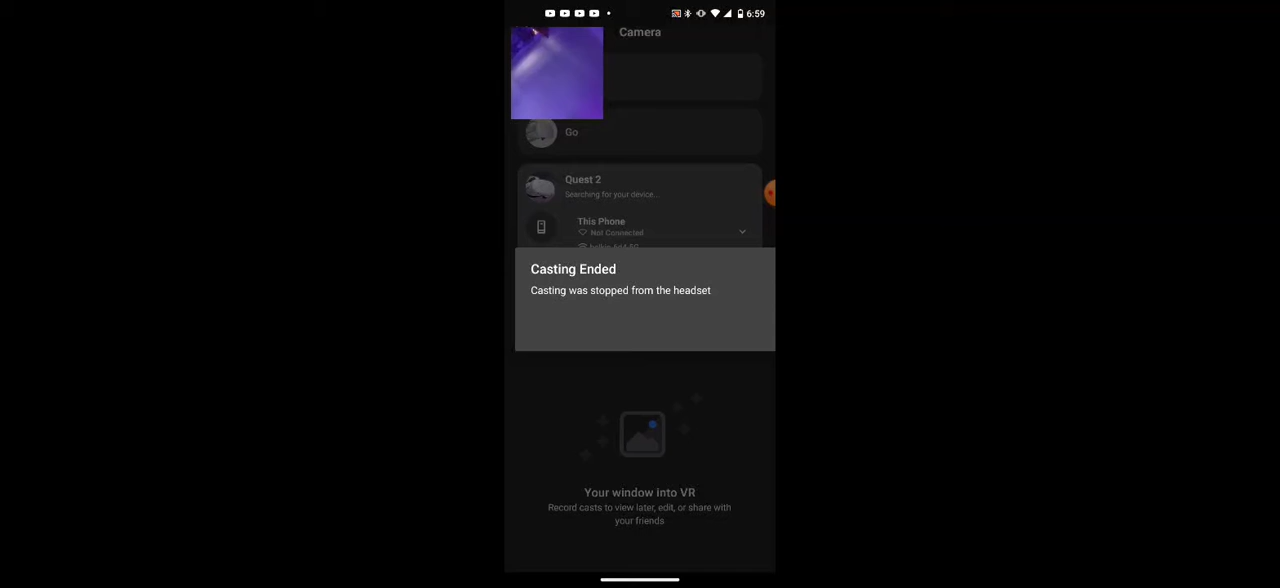 6:59
Camera
Go
Quest 2
Searching for your device...
This Phone
Not Connected
Casting Ended
Casting was stopped from the headset
Your window into VR
Record casts to view later, edit, or share with
your friends